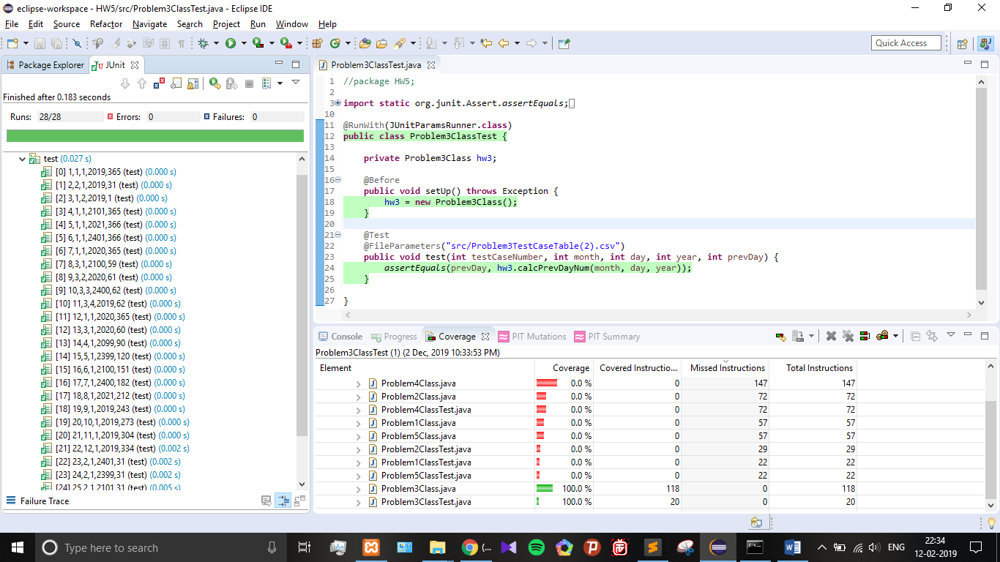 eclipse-workspace - HW5/src/Problem3ClassTest.java - Eclipse IDE
File Edit Source Refactor Navigate Search Project Run Window Help
Quick Access
Package Explorer JUnit
Finished after 0.183 seconds
Runs: 28/28 Errors: 0 Failures: 0
test (0.027 s)
[0] 1,1,1,2019,365 (test) (0.000 s)
[1] 2,2,1,2019,31 (test) (0.000 s)
[2] 3,1,2,2019,1 (test) (0.000 s)
[3] 4,1,1,2101,365 (test) (0.000 s)
[4] 5,1,1,2021,366 (test) (0.000 s)
[5] 6,1,1,2401,366 (test) (0.000 s)
[6] 7,1,1,2020,365 (test) (0.000 s)
[7] 8,3,1,2100,59 (test) (0.000 s)
[8] 9,3,2,2020,61 (test) (0.000 s)
[9] 10,3,3,2400,62 (test) (0.000 s)
[10] 11,3,4,2019,62 (test) (0.000 s)
[11] 12,1,1,2020,365 (test) (0.000 s)
[12] 13,3,1,2020,60 (test) (0.000 s)
[13] 14,4,1,2099,90 (test) (0.000 s)
[14] 15,5,1,2399,120 (test) (0.000 s)
[15] 16,6,1,2100,151 (test) (0.000 s)
[16] 17,7,1,2400,182 (test) (0.000 s)
[17] 18,8,1,2021,212 (test) (0.000 s)
[18] 19,9,1,2019,243 (test) (0.000 s)
[19] 20,10,1,2019,273 (test) (0.000 s)
[20] 21,11,1,2019,304 (test) (0.000 s)
[21] 22,12,1,2019,334 (test) (0.002 s)
[22] 23,2,1,2401,31 (test) (0.002 s)
[23] 24,2,1,2399,31 (test) (0.002 s)
[24] 25,2,1,2101,31 (test) (0.005 s)
Failure Trace
Problem3ClassTest.java
1 //package HW5;
2
3 import static org.junit.Assert.assertEquals;
10
11 @RunWith(JUnitParamsRunner.class)
12 public class Problem3ClassTest {
13
14 private Problem3Class hw3;
15
16 @Before
17 public void setUp() throws Exception {
18 hw3 = new Problem3Class();
19 }
20
21 @Test
22 @FileParameters("src/Problem3TestCaseTable(2).csv")
23 public void test(int testCaseNumber, int month, int day, int year, int prevDay) {
24 assertEquals(prevDay, hw3.calcPrevDayNum(month, day, year));
25 }
26
27 }
Console Progress Coverage PIT Mutations PIT Summary
Problem3ClassTest (1) (2 Dec, 2019 10:33:53 PM)
Element Coverage Covered Instructio... Missed Instructions Total Instructions
Problem4Class.java 0.0 % 0 147 147
Problem2Class.java 0.0 % 0 72 72
Problem4ClassTest.java 0.0 % 0 72 72
Problem1Class.java 0.0 % 0 57 57
Problem5Class.java 0.0 % 0 57 57
Problem2ClassTest.java 0.0 % 0 29 29
Problem1ClassTest.java 0.0 % 0 22 22
Problem5ClassTest.java 0.0 % 0 22 22
Problem3Class.java 100.0 % 118 0 118
Problem3ClassTest.java 100.0 % 20 0 20
Type here to search
(...
ENG
22:34
12-02-2019